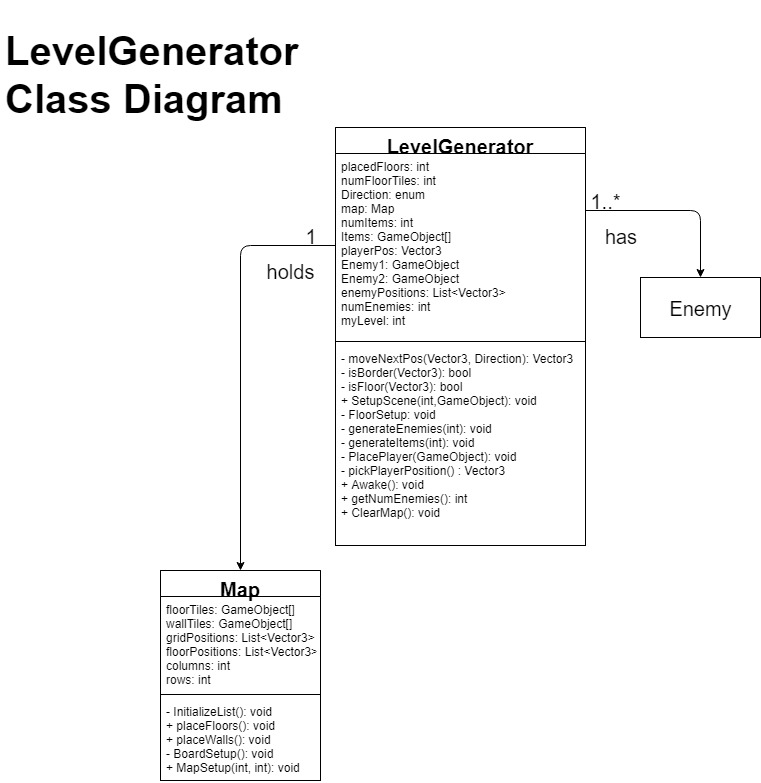 LevelGenerator
Class Diagram
LevelGenerator
placedFloors: int
numFloorTiles: int
Direction: enum
map: Map
numItems: int
Items: GameObject[]
playerPos: Vector3
Enemy1: GameObject
Enemy2: GameObject
enemyPositions: List<Vector3>
numEnemies: int
myLevel: int
- moveNextPos(Vector3, Direction): Vector3
- isBorder(Vector3): bool
- isFloor(Vector3): bool
+ SetupScene(int,GameObject): void
- FloorSetup: void
- generateEnemies(int): void
- generateItems(int): void
- PlacePlayer(GameObject): void
- pickPlayerPosition() : Vector3
+ Awake(): void
+ getNumEnemies(): int
+ ClearMap(): void
1..*
has
Enemy
1
holds
Map
floorTiles: GameObject[]
wallTiles: GameObject[]
gridPositions: List<Vector3>
floorPositions: List<Vector3>
columns: int
rows: int
- InitializeList(): void
+ placeFloors(): void
+ placeWalls(): void
- BoardSetup(): void
+ MapSetup(int, int): void